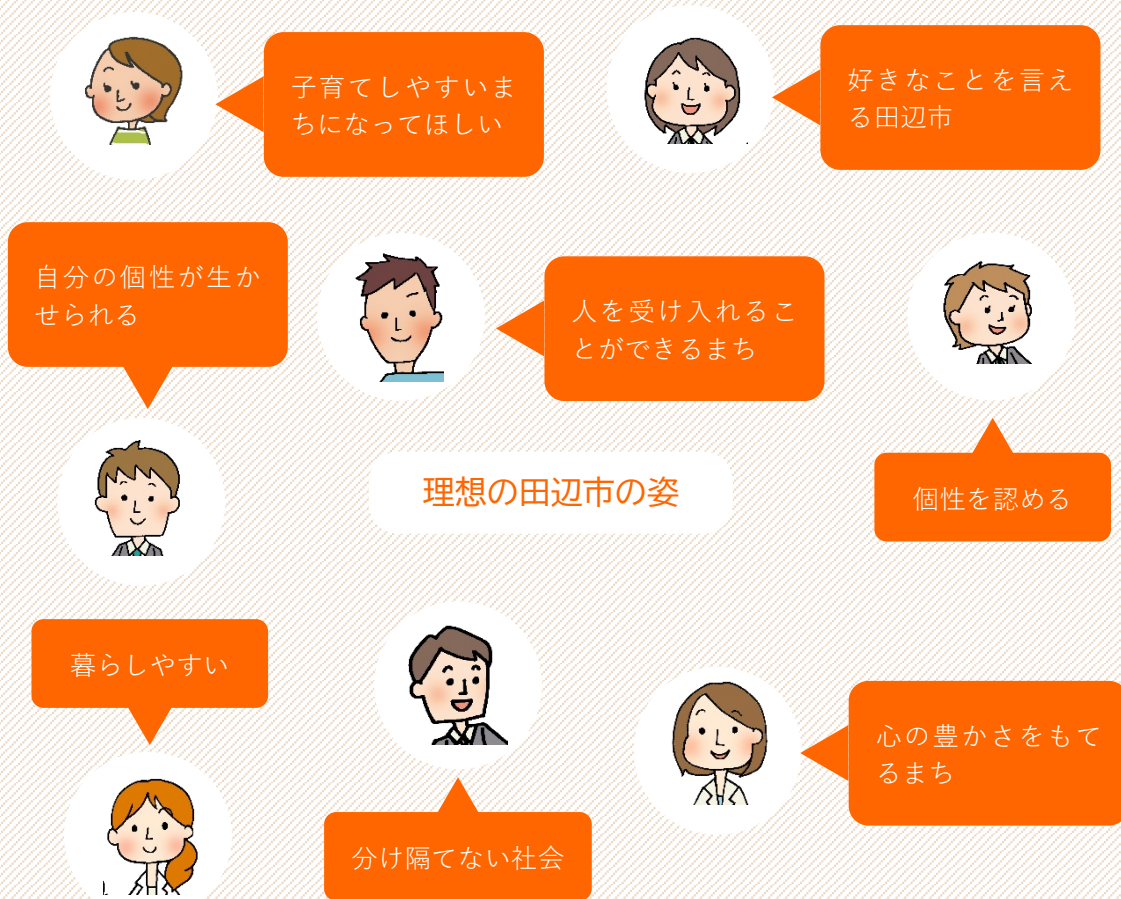 子育てしやすいま
ちになってほしい
好きなことを言え
る田辺市
自分の個性が生か
せられる
人を受け入れるこ
とができるまち
理想の田辺市の姿
個性を認める
暮らしやすい
心の豊かさをもて
るまち
分け隔てない社会